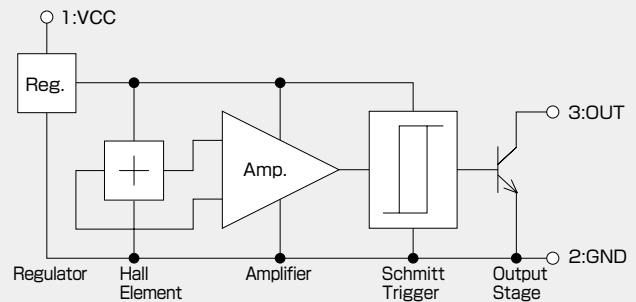 1:VCC
Reg.
3:OUT
Amp.
2:GND
Regulator
Hall
Element
Amplifier
Schmitt
Trigger
Output
Stage